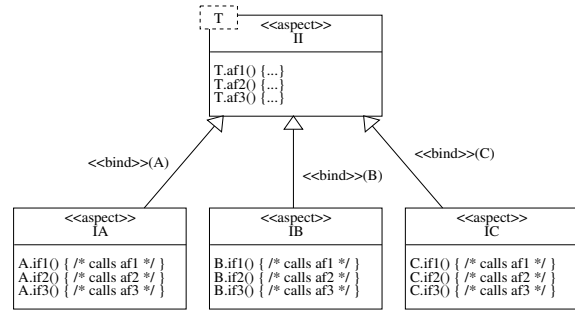 T
<<aspect>>
II
T.af1() {...}
T.af2() {...}
T.af3() {...}
<<bind>>(A)
<<bind>>(B)
<<bind>>(C)
<<aspect>>
IA
A.if1() { /* calls af1 */ }
A.if2() { /* calls af2 */ }
A.if3() { /* calls af3 */ }
<<aspect>>
IB
B.if1() { /* calls af1 */ }
B.if2() { /* calls af2 */ }
B.if3() { /* calls af3 */ }
<<aspect>>
IC
C.if1() { /* calls af1 */ }
C.if2() { /* calls af2 */ }
C.if3() { /* calls af3 */ }